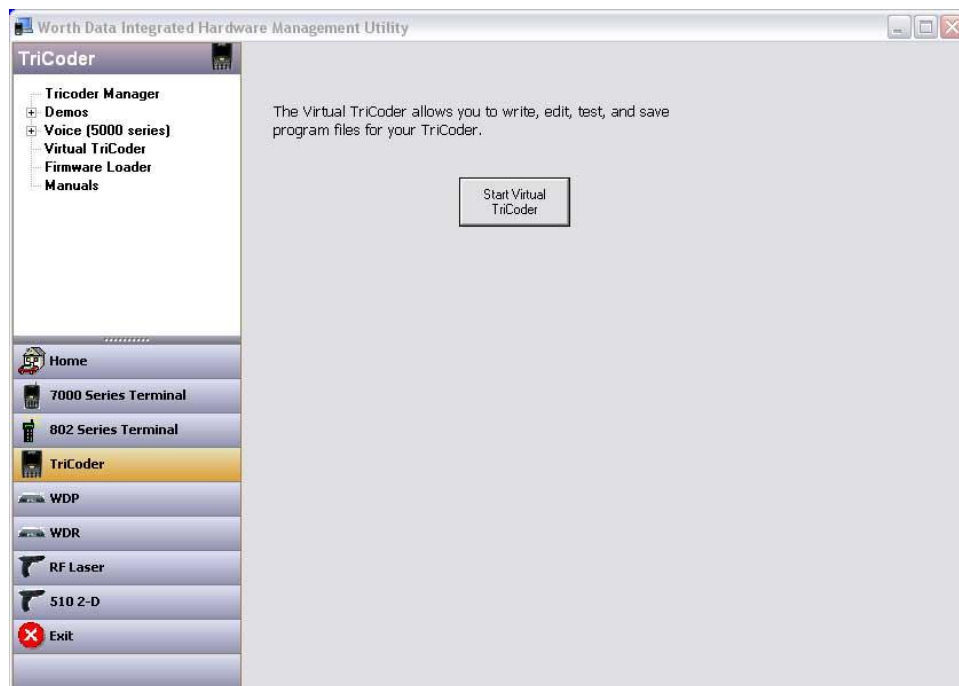 Worth Data Integrated Hardware Management Utility
TriCoder
Tricoder Manager
Demos
Voice (5000 series)
Virtual TriCoder
Firmware Loader
Manuals
The Virtual TriCoder allows you to write, edit, test, and save
program files for your TriCoder.
Start Virtual
TriCoder
Home
7000 Series Terminal
802 Series Terminal
TriCoder
WDP
WDR
RF Laser
510 2-D
Exit